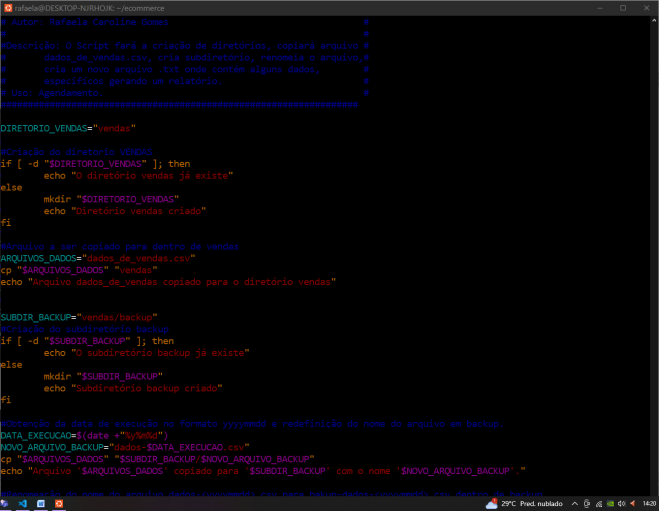 rafaela@DESKTOP-NJRHOJK: ~/ecommerce
# Autor: Rafaela Caroline Gomes #
# #
#Descrição: O Script fará a criação de diretórios, copiará arquivo #
# dados_de_vendas.csv, cria subdiretório, renomeia o arquivo,#
# cria um novo arquivo .txt onde contem alguns dados, #
# específicos gerando um relatório. #
# Uso: Agendamento. #
DIRETORIO_VENDAS="vendas"
#Criação do diretorio VENDAS
if [ -d "$DIRETORIO_VENDAS" ]; then
echo "O diretório vendas já existe"
else
mkdir "$DIRETORIO_VENDAS"
echo "Diretório vendas criado"
fi
#Arquivo a ser copiado para dentro de vendas
ARQUIVOS_DADOS="dados_de_vendas.csv"
cp "$ARQUIVOS_DADOS" "vendas"
echo "Arquivo dados_de_vendas copiado para o diretório vendas"
SUBDIR_BACKUP="vendas/backup"
#Criação do subdiretório backup
if [ -d "$SUBDIR_BACKUP" ]; then
echo "O subdiretório backup já existe"
else
mkdir "$SUBDIR_BACKUP"
echo "Subdiretório backup criado"
fi
#Obtenção da data de execução no formato yyyymmdd e redefinição do nome do arquivo em backup
DATA_EXECUCAO=$(date +"%Y%m%d")
NOVO_ARQUIVO_BACKUP="dados-$DATA_EXECUCAO.csv"
cp "$ARQUIVOS_DADOS" "$SUBDIR_BACKUP/$NOVO_ARQUIVO_BACKUP"
echo "Arquivo '$ARQUIVOS_DADOS' copiado para '$SUBDIR_BACKUP' com o nome '$NOVO_ARQUIVO_BACKUP'."
29°C Pred. nublado
14:20